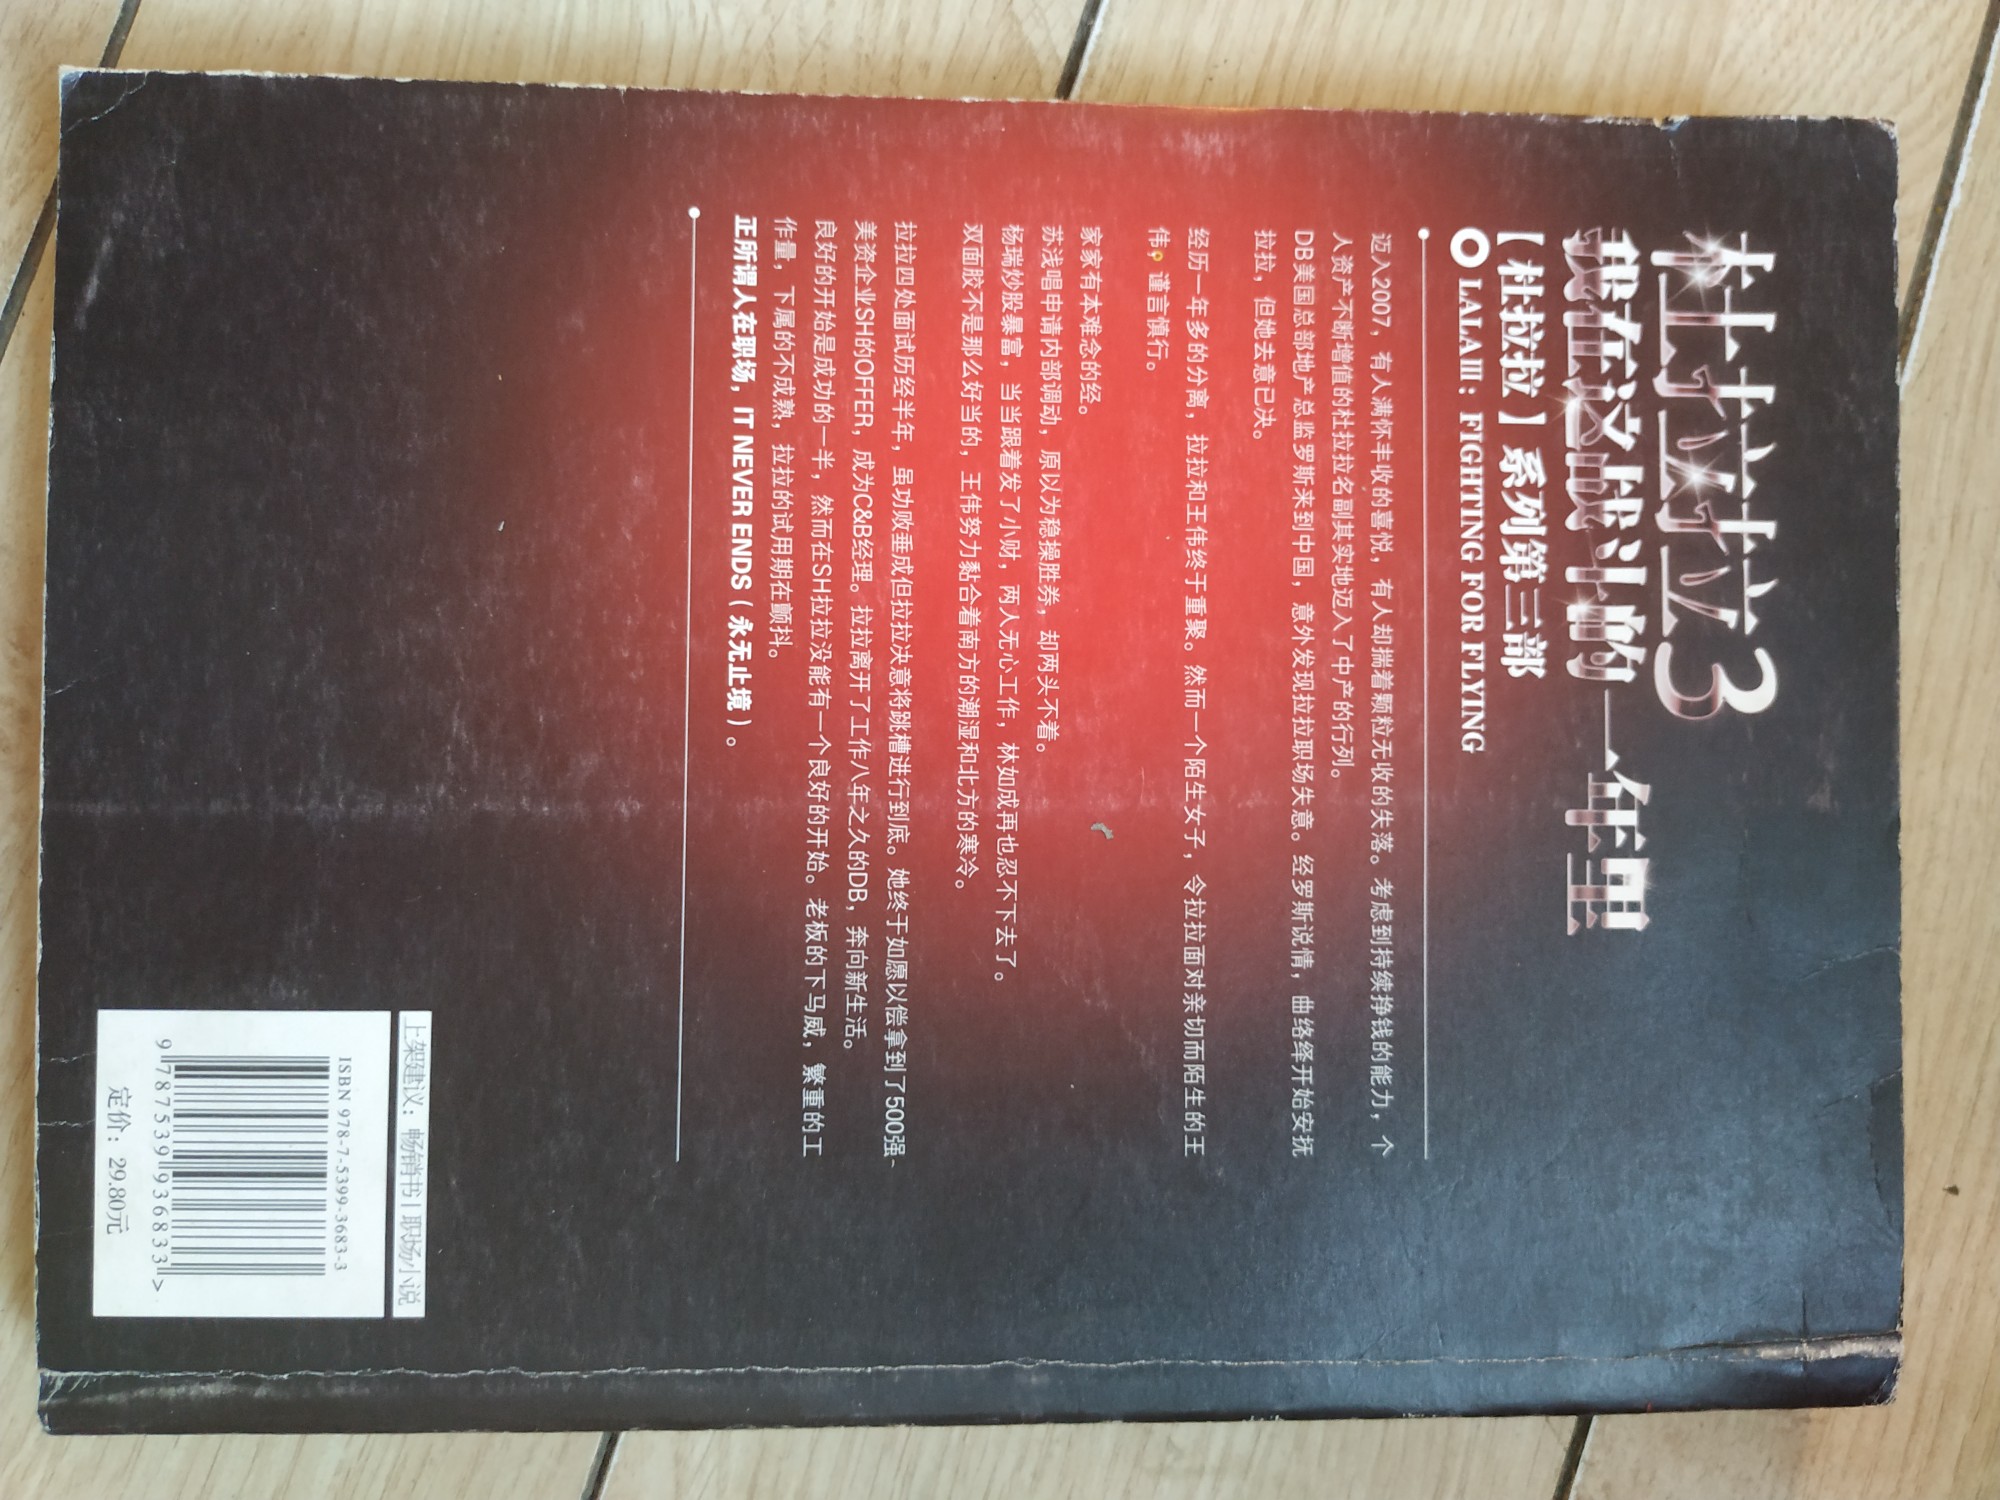 杜拉拉3
我在这战斗的一年里
【杜拉拉】系列第三部
LALA III：FIGHTING FOR FLYING
迈入2007，有人满怀丰收的喜悦，有人却揣着颗粒无收的失落。考虑到持续挣钱的能力，个
人资产不断增值的杜拉拉名副其实地迈入了中产的行列。
DB美国总部地产总监罗斯来到中国，意外发现拉拉职场失意。经罗斯说情，曲络绎开始安抚
拉拉，但她去意已决。
经历一年多的分离，拉拉和王伟终于重聚。然而一个陌生女子，令拉拉面对亲切而陌生的王
伟，谨言慎行。
家家有本难念的经。
苏浅唱申请内部调动，原以为稳操胜券，却两头不着。
杨瑞炒股暴富，当当跟着发了小财，两人无心工作，林如成再也忍不下去了。
双面胶不是那么好当的，王伟努力黏合着南方的潮湿和北方的寒冷。
拉拉四处面试历经半年，虽功败垂成但拉拉决意将跳槽进行到底。她终于如愿以偿拿到了500强、
美资企业SH的OFFER，成为C&B经理。拉拉离开了工作八年之久的DB，奔向新生活。
良好的开始是成功的一半，然而在SH拉拉没能有一个良好的开始。老板的下马威，繁重的工
作量，下属的不成熟，拉拉的试用期在颤抖。
正所谓人在职场，IT NEVER ENDS（永无止境）。
上架建议：畅销书 | 职场小说
ISBN 978-7-5399-3683-3
9 787539 936833 >
定价：29.80元